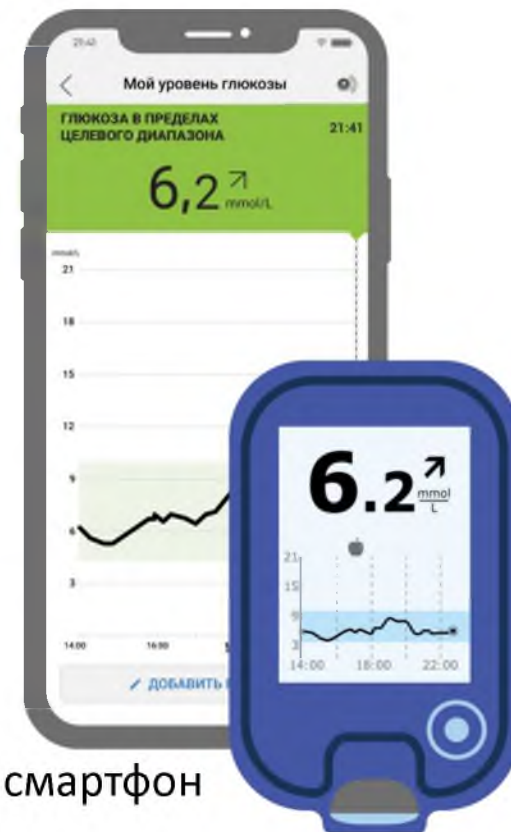 21:41
Мой уровень глюкозы
ГЛЮКОЗА В ПРЕДЕЛАХ
ЦЕЛЕВОГО ДИАПАЗОНА
21:41
6,2
mmol/L
21
18
15
12
9
6
3
14:00
16:00
ДОБАВИТЬ
6.2
mmol
L
21
15
9
3
14:00
18:00
22:00
смартфон